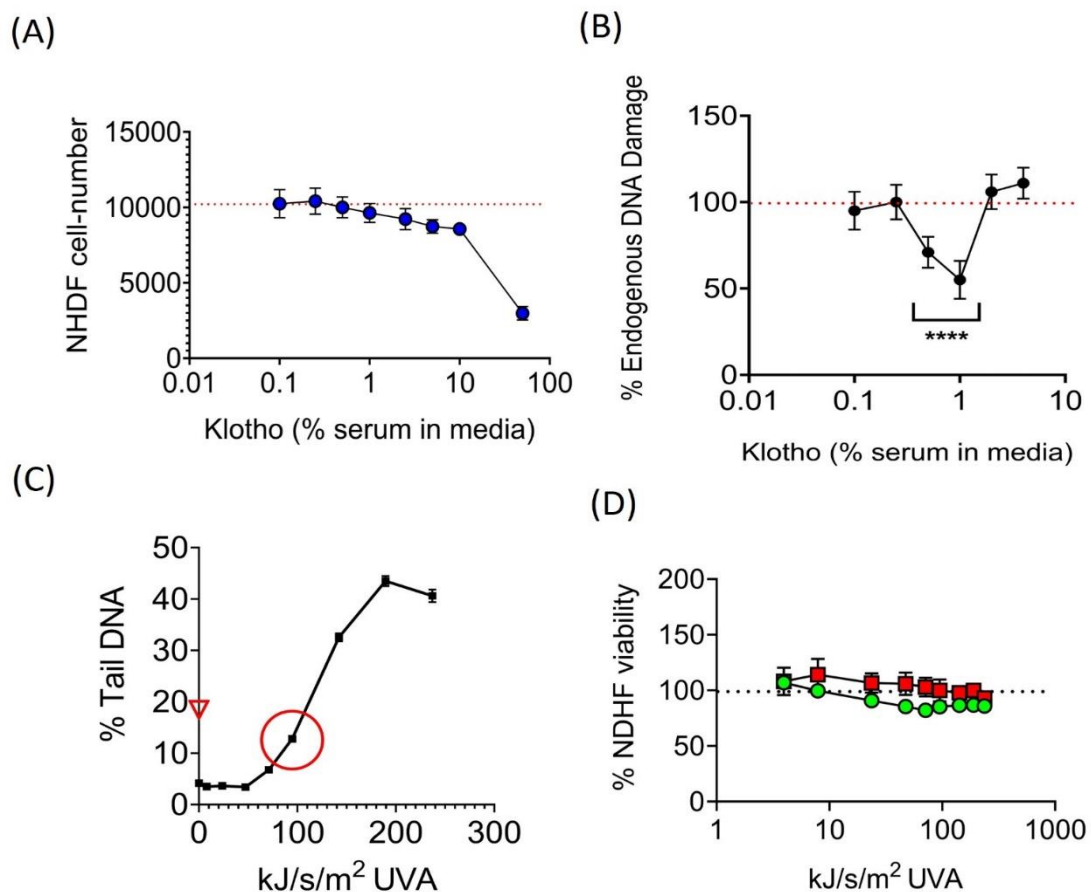 (A)
NHDF cell-number
15000
10000
5000
0
0.01 0.1 1 10 100
Klotho (% serum in media)
(B)
% Endogenous DNA Damage
150
100
50
0
****
0.01 0.1 1 10
Klotho (% serum in media)
(C)
% Tail DNA
50
40
30
20
10
0
0 100 200 300
kJ/s/m² UVA
(D)
% NDHF viability
200
150
100
50
0
1 10 100 1000
kJ/s/m² UVA